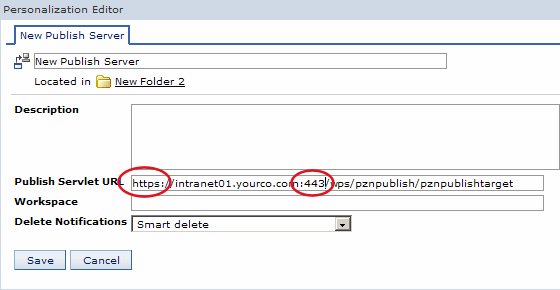 Personalization Editor
New Publish Server
New Publish Server
Located in New Folder 2
Description
Publish Servlet URL https://intranet01.yourco.com:443/wps/pznpublish/pznpublishtarget
Workspace
Delete Notifications Smart delete
Save Cancel